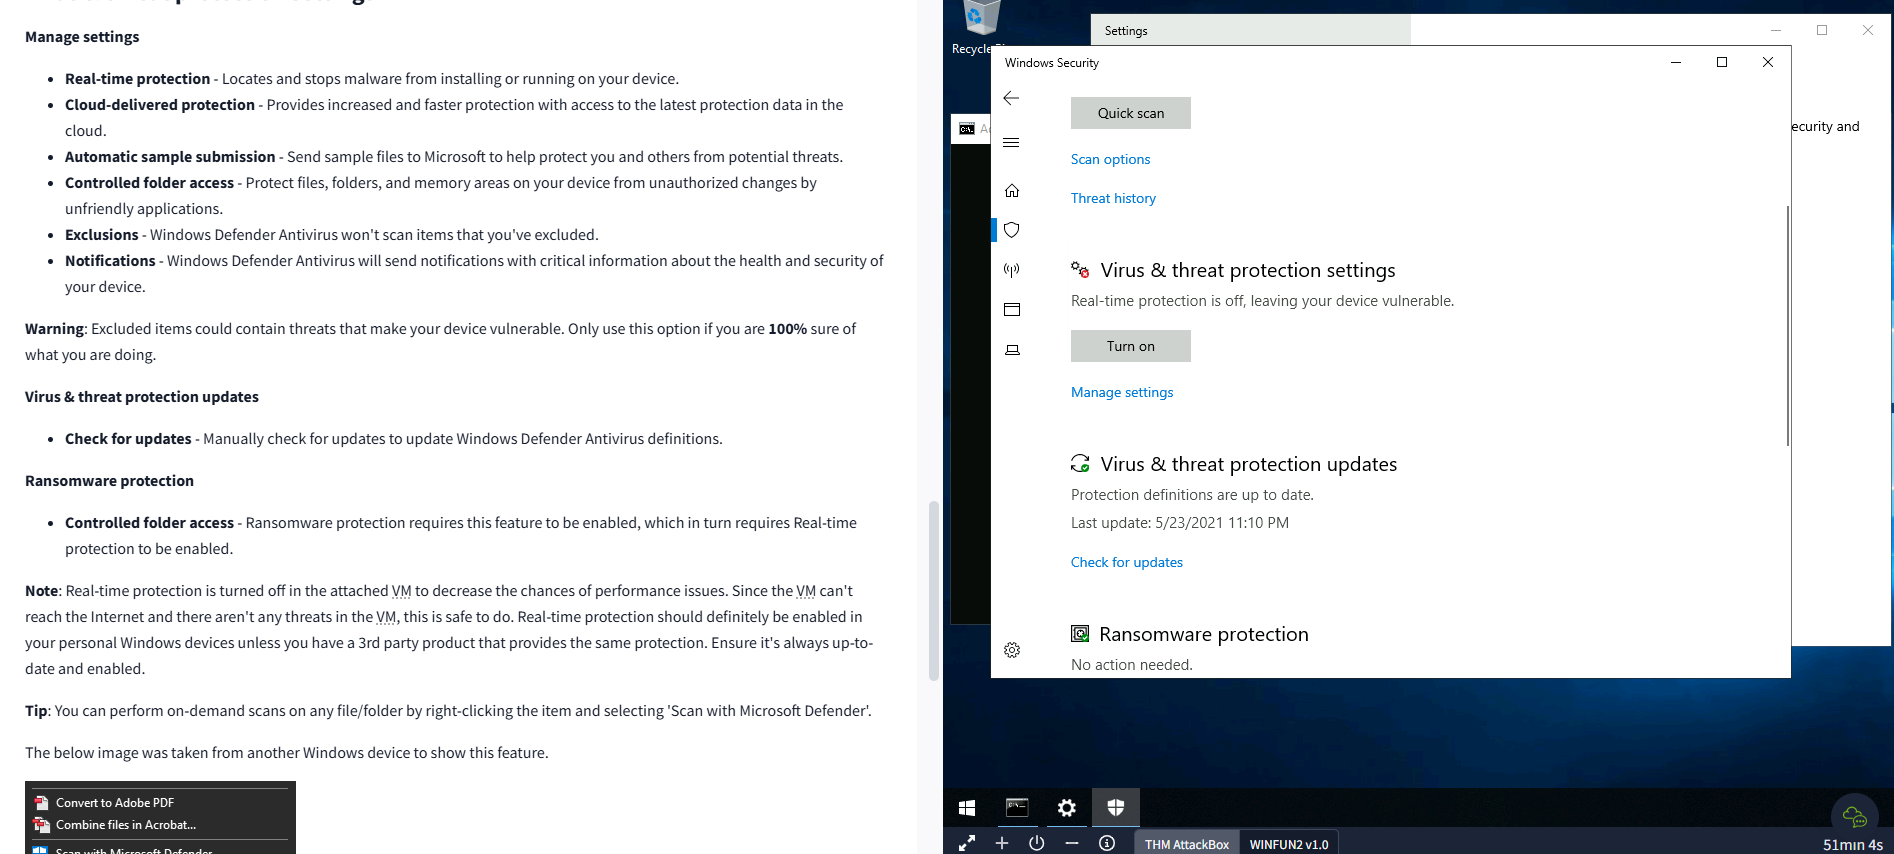 Manage settings
Real-time protection - Locates and stops malware from installing or running on your device.
Cloud-delivered protection - Provides increased and faster protection with access to the latest protection data in the
cloud.
Automatic sample submission - Send sample files to Microsoft to help protect you and others from potential threats.
Controlled folder access - Protect files, folders, and memory areas on your device from unauthorized changes by
unfriendly applications.
Exclusions - Windows Defender Antivirus won't scan items that you've excluded.
Notifications - Windows Defender Antivirus will send notifications with critical information about the health and security of
your device.
Warning: Excluded items could contain threats that make your device vulnerable. Only use this option if you are 100% sure of
what you are doing.
Virus & threat protection updates
Check for updates - Manually check for updates to update Windows Defender Antivirus definitions.
Ransomware protection
Controlled folder access - Ransomware protection requires this feature to be enabled, which in turn requires Real-time
protection to be enabled.
Note: Real-time protection is turned off in the attached VM to decrease the chances of performance issues. Since the VM can't
reach the Internet and there aren't any threats in the VM, this is safe to do. Real-time protection should definitely be enabled in
your personal Windows devices unless you have a 3rd party product that provides the same protection. Ensure it's always up-to-
date and enabled.
Tip: You can perform on-demand scans on any file/folder by right-clicking the item and selecting 'Scan with Microsoft Defender'.
The below image was taken from another Windows device to show this feature.
Convert to Adobe PDF
Combine files in Acrobat...
Scan with Microsoft Defender
Recycle
Settings
Windows Security
ecurity and
Quick scan
Scan options
Threat history
Virus & threat protection settings
Real-time protection is off, leaving your device vulnerable.
Turn on
Manage settings
Virus & threat protection updates
Protection definitions are up to date.
Last update: 5/23/2021 11:10 PM
Check for updates
Ransomware protection
No action needed.
THM AttackBox
WINFUN2 v1.0
51min 4s